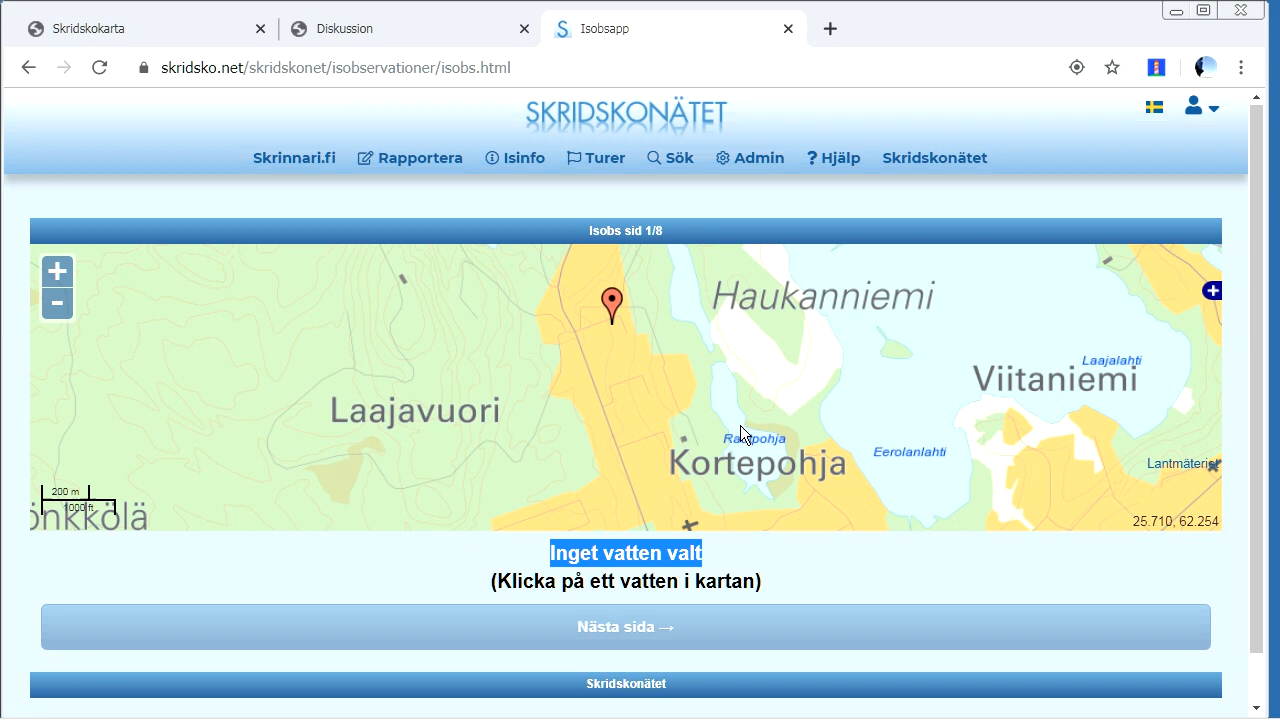 Skridskokarta
Diskussion
Isobsapp
skridsko.net/skridskonet/isobservationer/isobs.html
SKRIDSKONÄTET
Skrinnari.fi Rapportera Isinfo Turer Sök Admin Hjälp Skridskonätet
Isobs sid 1/8
+
-
Haukanniemi
Laajalahti
Viitaniemi
Laajavuori
Kortepohja
Eerolanlahti
200 m
1000 ft
önkkölä
25.710, 62.254
Inget vatten valt
(Klicka på ett vatten i kartan)
Nästa sida →
Skridskonätet